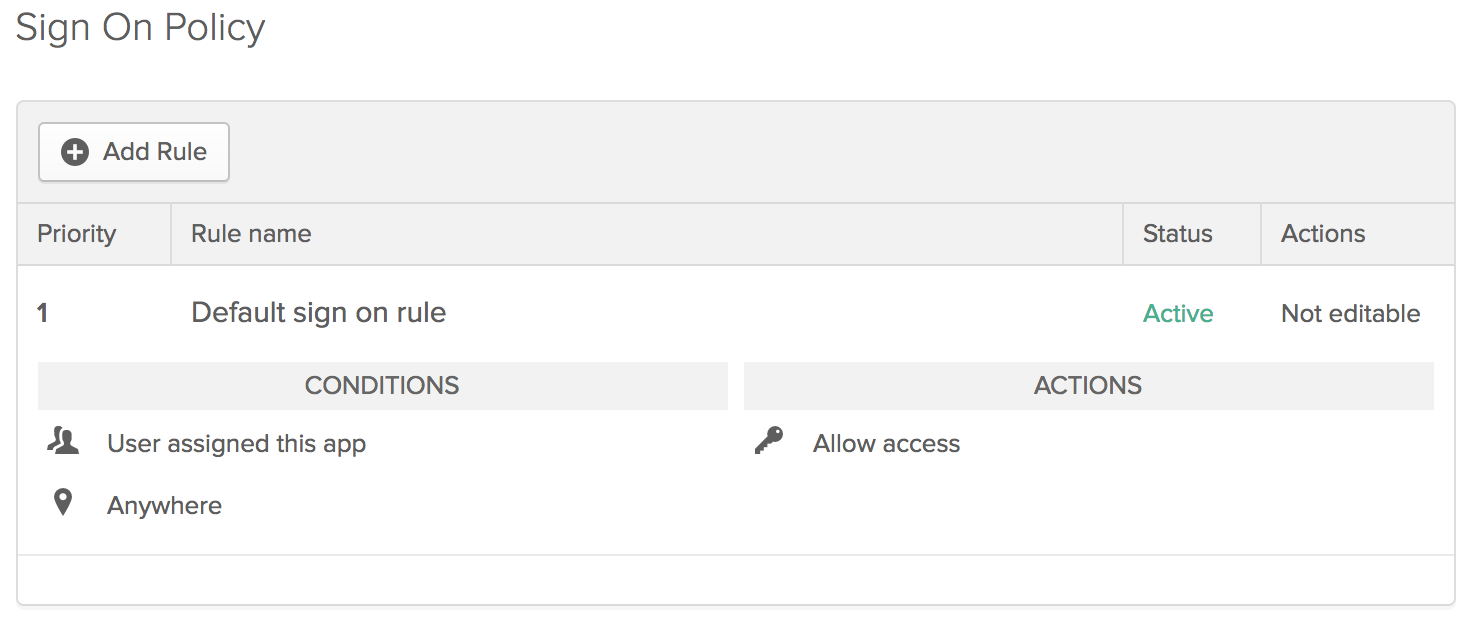 Sign On Policy
Add Rule
Priority Rule name Status Actions
1 Default sign on rule Active Not editable
CONDITIONS ACTIONS
User assigned this app Allow access
Anywhere